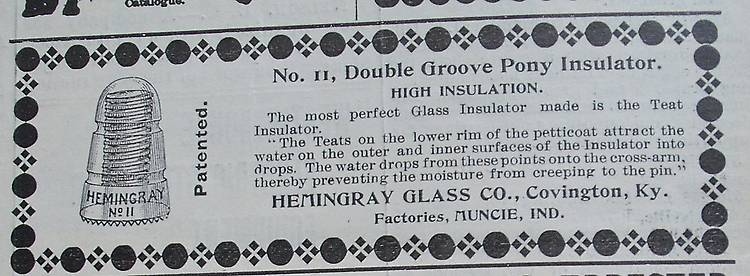 Catalogue.
No. 11, Double Groove Pony Insulator.
HIGH INSULATION.
The most perfect Glass Insulator made is the Teat
Insulator.
"The Teats on the lower rim of the petticoat attract the
water on the outer and inner surfaces of the Insulator into
drops. The water drops from these points onto the cross-arm,
thereby preventing the moisture from creeping to the pin."
HEMINGRAY GLASS CO., Covington, Ky.
Factories, MUNCIE, IND.
Patented.
HEMINGRAY
No 11